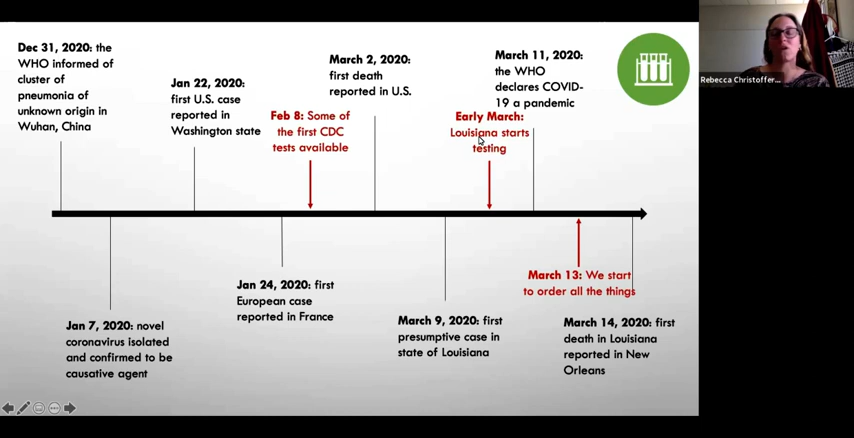 Dec 31, 2020: the
WHO informed of
cluster of
pneumonia of
unknown origin in
Wuhan, China
Jan 22, 2020:
first U.S. case
reported in
Washington state
Feb 8: Some of
the first CDC
tests available
March 2, 2020:
first death
reported in U.S.
Early March:
Louisiana starts
testing
March 11, 2020:
the WHO
declares COVID-
19 a pandemic
Rebecca Christoffer...
Jan 7, 2020: novel
coronavirus isolated
and confirmed to be
causative agent
Jan 24, 2020: first
European case
reported in France
March 9, 2020: first
presumptive case in
state of Louisiana
March 13: We start
to order all the things
March 14, 2020: first
death in Louisiana
reported in New
Orleans